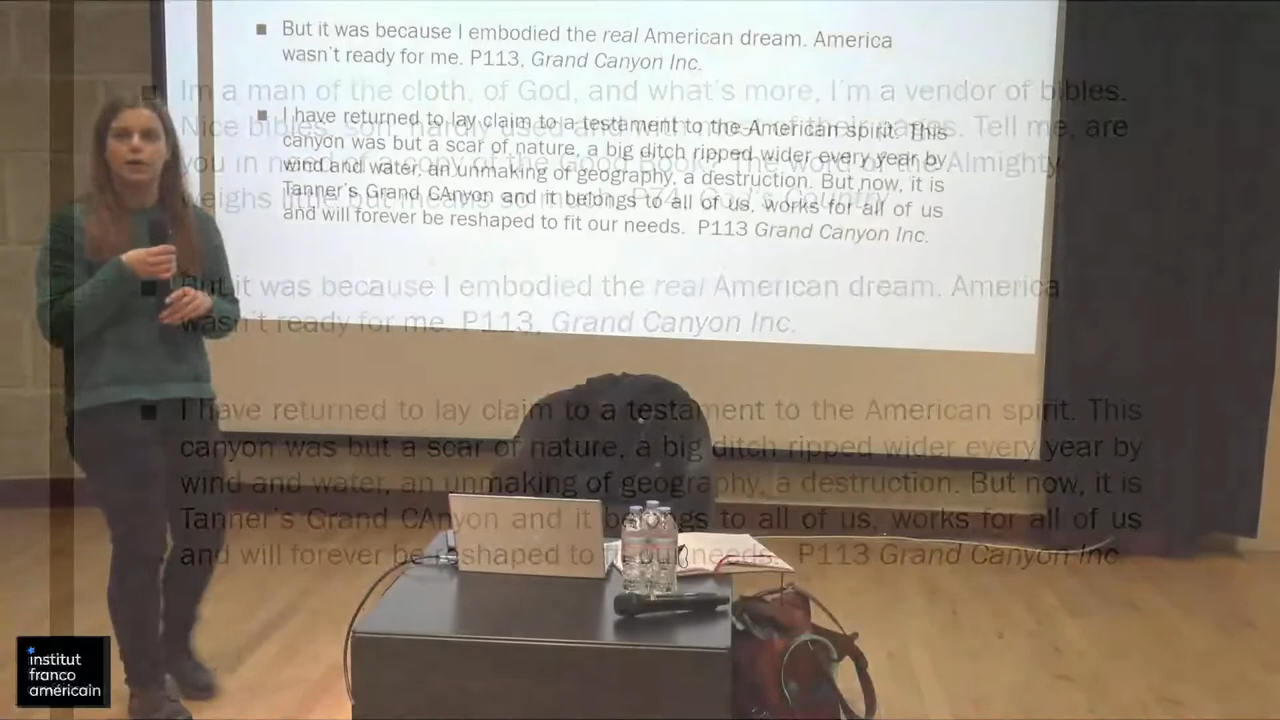 ■ But it was because I embodied the real American dream. America
wasn't ready for me. P113, Grand Canyon Inc.
■ I have returned to lay claim to a testament to the American spirit. This
canyon was but a scar of nature, a big ditch ripped wider every year by
wind and water, an unmaking of geography, a destruction. But now, it is
Tanner's Grand CAnyon and it belongs to all of us, works for all of us
and will forever be reshaped to fit our needs. P113 Grand Canyon Inc.
■ Im a man of the cloth, of God, and what's more, I'm a vendor of bibles.
Nice bibles, son, hardly used and with most of their pages. Tell me, are
you in need of a copy of the Good Book? The word of the Almighty
weighs little but means so much. P74, God's Country
■ But it was because I embodied the real American dream. America
wasn't ready for me. P113, Grand Canyon Inc.
■ I have returned to lay claim to a testament to the American spirit. This
canyon was but a scar of nature, a big ditch ripped wider every year by
wind and water, an unmaking of geography, a destruction. But now, it is
Tanner's Grand CAnyon and it belongs to all of us, works for all of us
and will forever be reshaped to fit our needs. P113 Grand Canyon Inc
institut
franco
américain